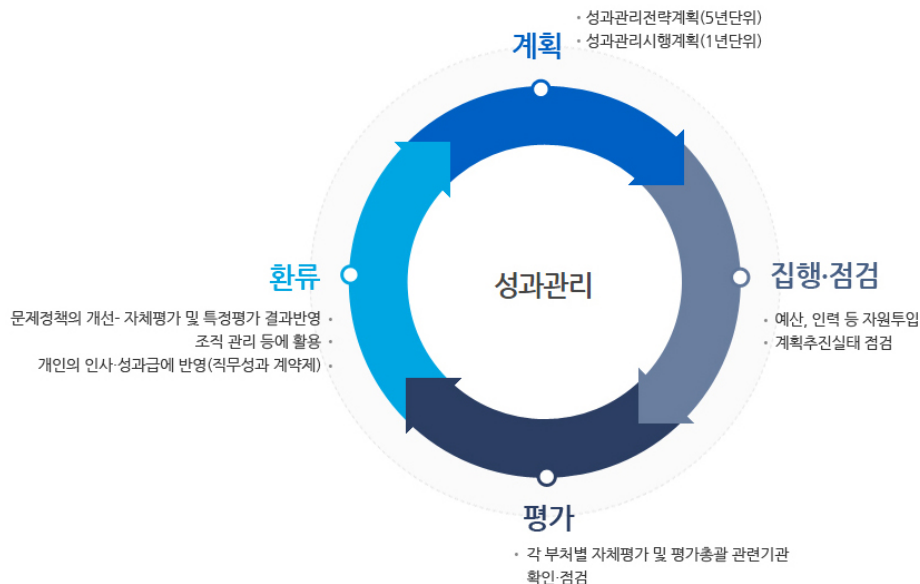 · 성과관리전략계획(5년단위)
· 성과관리시행계획(1년단위)
계획
성과관리
집행·점검
· 예산, 인력 등 자원투입
· 계획추진실태 점검
평가
· 각 부처별 자체평가 및 평가총괄 관련기관
확인·점검
환류
문제정책의 개선- 자체평가 및 특정평가 결과반영 ·
조직 관리 등에 활용 ·
개인의 인사·성과급에 반영(직무성과 계약제) ·